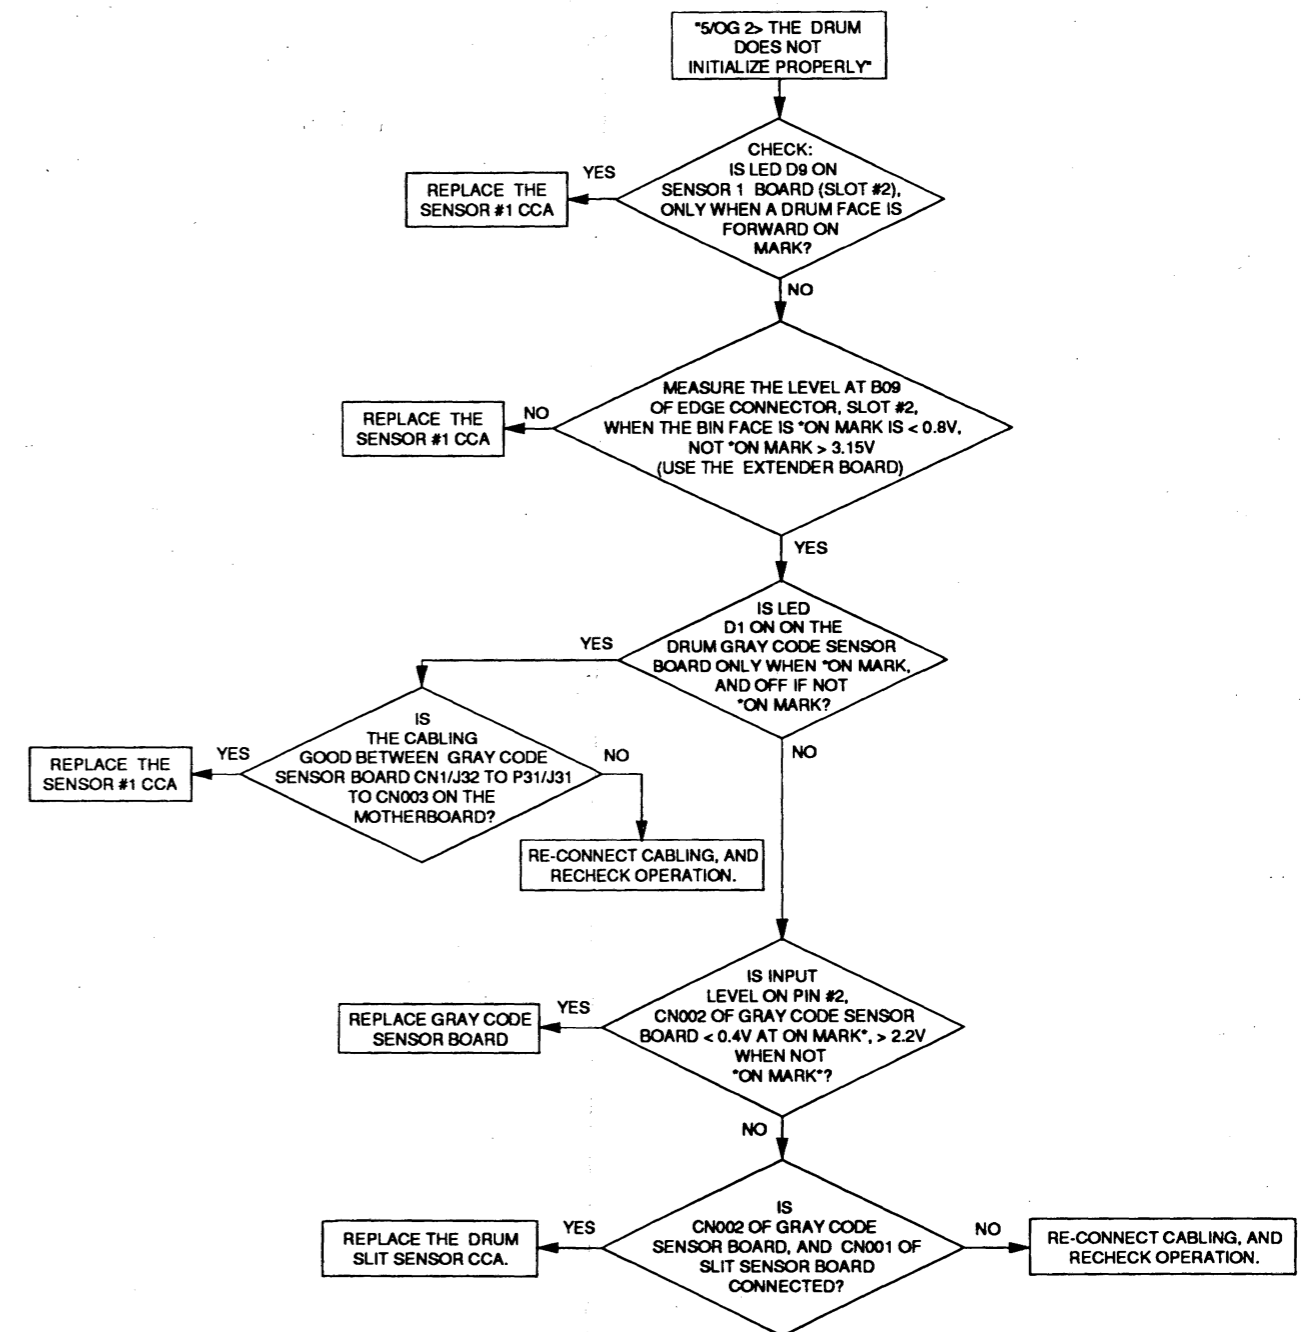 "5/OG 2> THE DRUM
DOES NOT
INITIALIZE PROPERLY"
CHECK:
IS LED D9 ON
SENSOR 1 BOARD (SLOT #2),
ONLY WHEN A DRUM FACE IS
FORWARD ON
MARK?
YES
REPLACE THE
SENSOR #1 CCA
NO
MEASURE THE LEVEL AT B09
OF EDGE CONNECTOR, SLOT #2,
WHEN THE BIN FACE IS "ON MARK IS < 0.8V,
NOT "ON MARK > 3.15V
(USE THE EXTENDER BOARD)
NO
REPLACE THE
SENSOR #1 CCA
YES
IS LED
D1 ON ON THE
DRUM GRAY CODE SENSOR
BOARD ONLY WHEN "ON MARK,
AND OFF IF NOT
"ON MARK?
YES
IS
THE CABLING
GOOD BETWEEN GRAY CODE
SENSOR BOARD CN1/J32 TO P31/J31
TO CN003 ON THE
MOTHERBOARD?
YES
REPLACE THE
SENSOR #1 CCA
NO
RE-CONNECT CABLING, AND
RECHECK OPERATION.
NO
IS INPUT
LEVEL ON PIN #2,
CN002 OF GRAY CODE SENSOR
BOARD < 0.4V AT ON MARK", > 2.2V
WHEN NOT
"ON MARK"?
YES
REPLACE GRAY CODE
SENSOR BOARD
NO
IS
CN002 OF GRAY CODE
SENSOR BOARD, AND CN001 OF
SLIT SENSOR BOARD
CONNECTED?
YES
REPLACE THE DRUM
SLIT SENSOR CCA.
NO
RE-CONNECT CABLING, AND
RECHECK OPERATION.